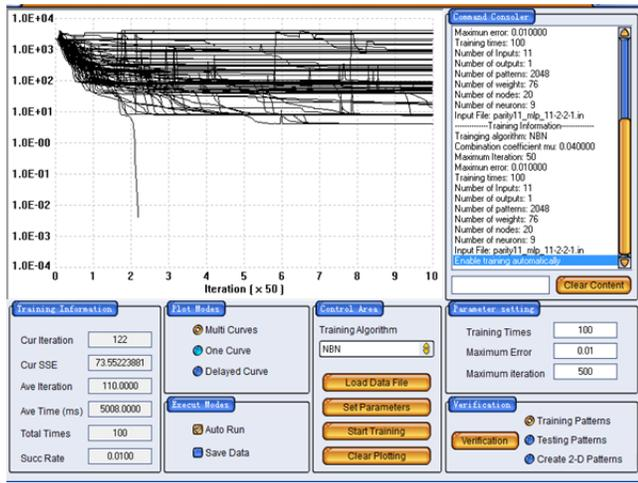 1.0E+04
1.0E+03
1.0E+02
1.0E+01
1.0E-00
1.0E-01
1.0E-02
1.0E-03
1.0E-04
0 1 2 3 4 5 6 7 8 9 10
Iteration [ × 50 ]
Command Consoler
Maximun error: 0.010000
Training times: 100
Number of Inputs: 11
Number of outputs: 1
Number of patterns: 2048
Number of weights: 76
Number of nodes: 20
Number of neurons: 9
Input File: parity11_mlp_11-2-2-1.in
-----------------Training Information-----------------
Trainging algorithm: NBN
Combination coefficient mu: 0.040000
Maximum Iteration: 50
Maximun error: 0.010000
Training times: 100
Number of Inputs: 11
Number of outputs: 1
Number of patterns: 2048
Number of weights: 76
Number of nodes: 20
Number of neurons: 9
Input File: parity11_mlp_11-2-2-1.in
Enable training automatically
Clear Content
Training Information
Cur Iteration 122
Cur SSE 73.55223881
Ave Iteration 110.0000
Ave Time (ms) 5008.0000
Total Times 100
Succ Rate 0.0100
Plot Modes
Multi Curves
One Curve
Delayed Curve
Execut Modes
Auto Run
Save Data
Control Area
Training Algorithm
NBN
Load Data File
Set Parameters
Start Training
Clear Plotting
Parameter setting
Training Times 100
Maximum Error 0.01
Maximum iteration 500
Verification
Verification
Training Patterns
Testing Patterns
Create 2-D Patterns